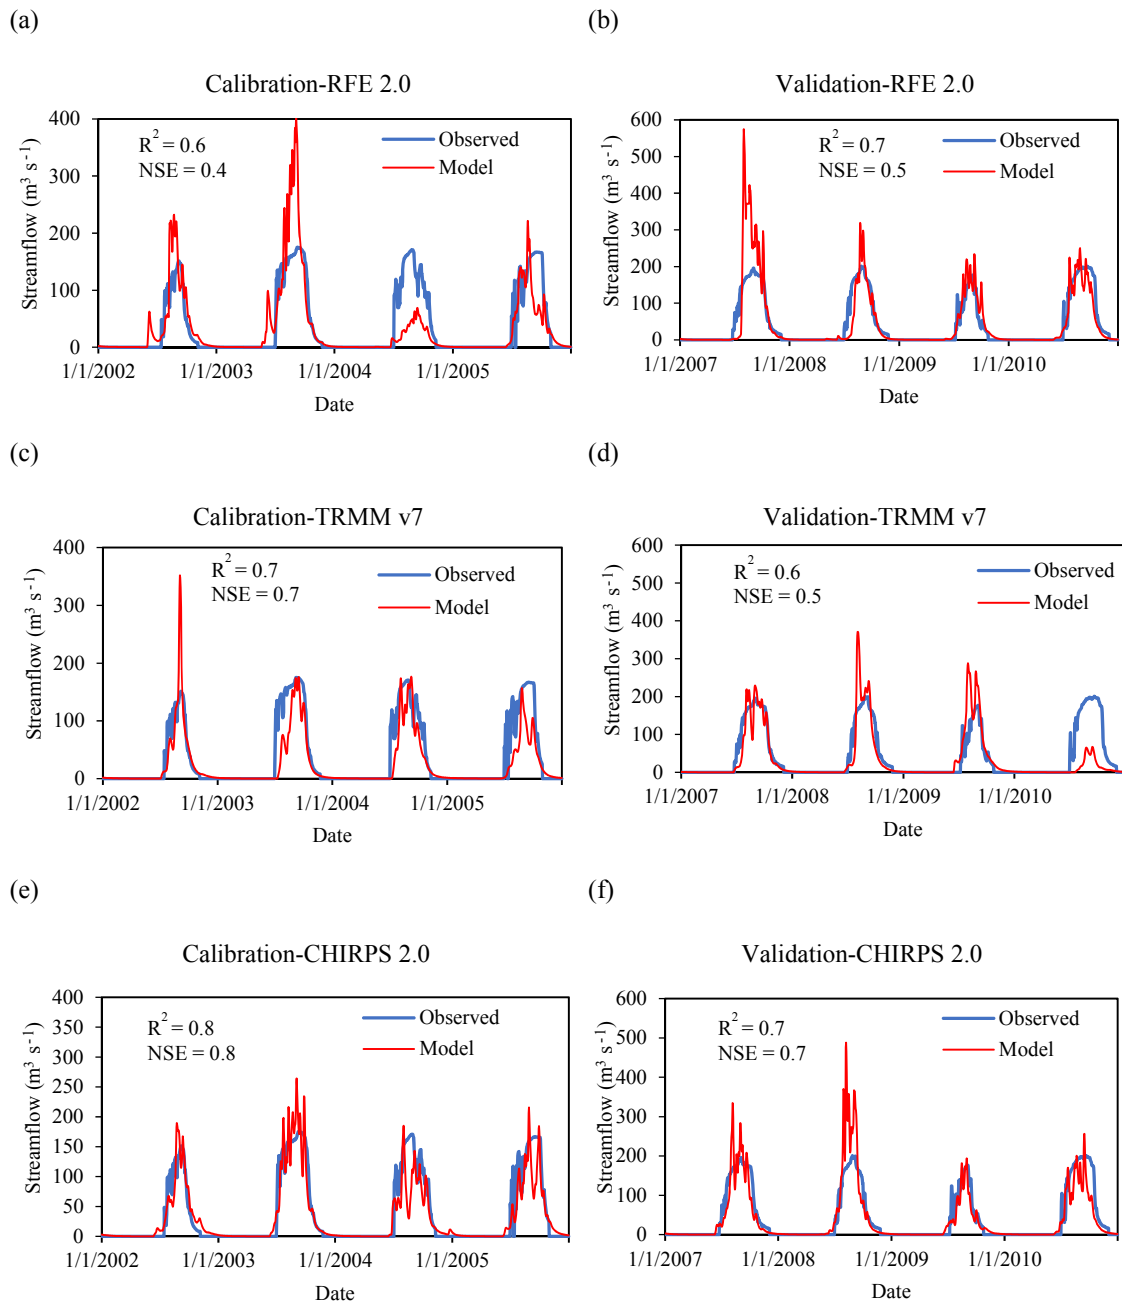 (a)
Calibration-RFE 2.0
Streamflow (m³ s⁻¹)
400
300
200
100
0
R² = 0.6
NSE = 0.4
Observed
Model
1/1/2002
1/1/2003
1/1/2004
1/1/2005
Date
(b)
Validation-RFE 2.0
Streamflow (m³ s⁻¹)
600
500
400
300
200
100
0
R² = 0.7
NSE = 0.5
Observed
Model
1/1/2007
1/1/2008
1/1/2009
1/1/2010
Date
(c)
Calibration-TRMM v7
Streamflow (m³ s⁻¹)
400
300
200
100
0
R² = 0.7
NSE = 0.7
Observed
Model
1/1/2002
1/1/2003
1/1/2004
1/1/2005
Date
(d)
Validation-TRMM v7
Streamflow (m³ s⁻¹)
600
500
400
300
200
100
0
R² = 0.6
NSE = 0.5
Observed
Model
1/1/2007
1/1/2008
1/1/2009
1/1/2010
Date
(e)
Calibration-CHIRPS 2.0
Streamflow (m³ s⁻¹)
400
350
300
250
200
150
100
50
0
R² = 0.8
NSE = 0.8
Observed
Model
1/1/2002
1/1/2003
1/1/2004
1/1/2005
Date
(f)
Validation-CHIRPS 2.0
Streamflow (m³ s⁻¹)
600
500
400
300
200
100
0
R² = 0.7
NSE = 0.7
Observed
Model
1/1/2007
1/1/2008
1/1/2009
1/1/2010
Date